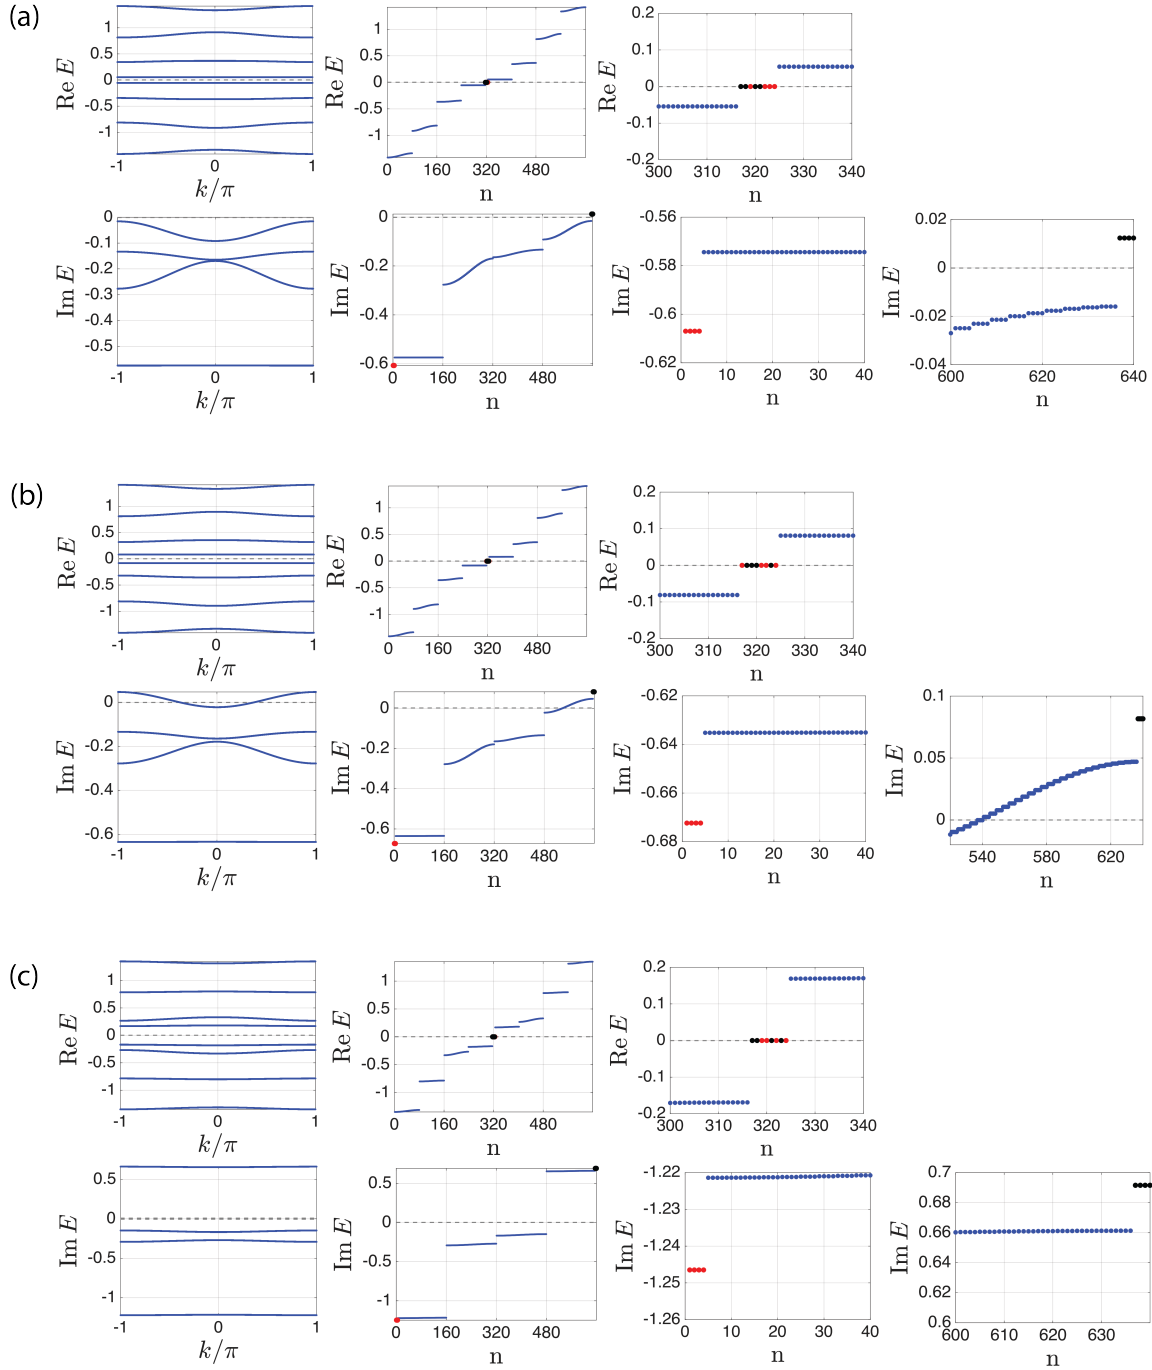 (a)
Re E
1
0.5
0
-0.5
-1
-1 0 1
k/π
Re E
1
0.5
0
-0.5
-1
0 160 320 480
n
Re E
0.2
0.1
0
-0.1
-0.2
300 310 320 330 340
n
Im E
0
-0.1
-0.2
-0.3
-0.4
-0.5
-1 0 1
k/π
Im E
0
-0.2
-0.4
-0.6
0 160 320 480
n
Im E
-0.56
-0.58
-0.6
-0.62
0 10 20 30 40
n
Im E
0.02
0
-0.02
-0.04
600 620 640
n
(b)
Re E
1
0.5
0
-0.5
-1
-1 0 1
k/π
Re E
1
0.5
0
-0.5
-1
0 160 320 480
n
Re E
0.2
0.1
0
-0.1
-0.2
300 310 320 330 340
n
Im E
0
-0.2
-0.4
-0.6
-1 0 1
k/π
Im E
0
-0.2
-0.4
-0.6
0 160 320 480
n
Im E
-0.62
-0.64
-0.66
-0.68
0 10 20 30 40
n
Im E
0.1
0.05
0
540 580 620
n
(c)
Re E
1
0.5
0
-0.5
-1
-1 0 1
k/π
Re E
1
0.5
0
-0.5
-1
0 160 320 480
n
Re E
0.2
0.1
0
-0.1
-0.2
300 310 320 330 340
n
Im E
0.5
0
-0.5
-1
-1 0 1
k/π
Im E
0.5
0
-0.5
-1
0 160 320 480
n
Im E
-1.22
-1.23
-1.24
-1.25
-1.26
0 10 20 30 40
n
Im E
0.7
0.68
0.66
0.64
0.62
0.6
600 610 620 630
n